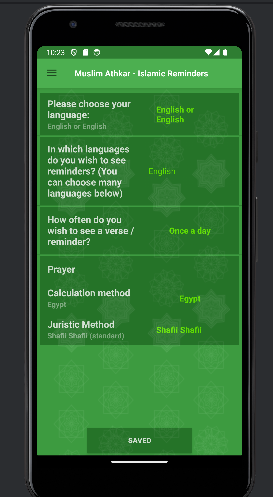 10:23
Muslim Athkar - Islamic Reminders
Please choose your
language:
English or English
English or
English
In which languages
do you wish to see
reminders? (You
can choose many
languages below)
English
How often do you
wish to see a verse /
reminder?
Once a day
Prayer
Calculation method
Egypt
Egypt
Juristic Method
Shafii Shafii (standerd)
Shafii Shafii
SAVED